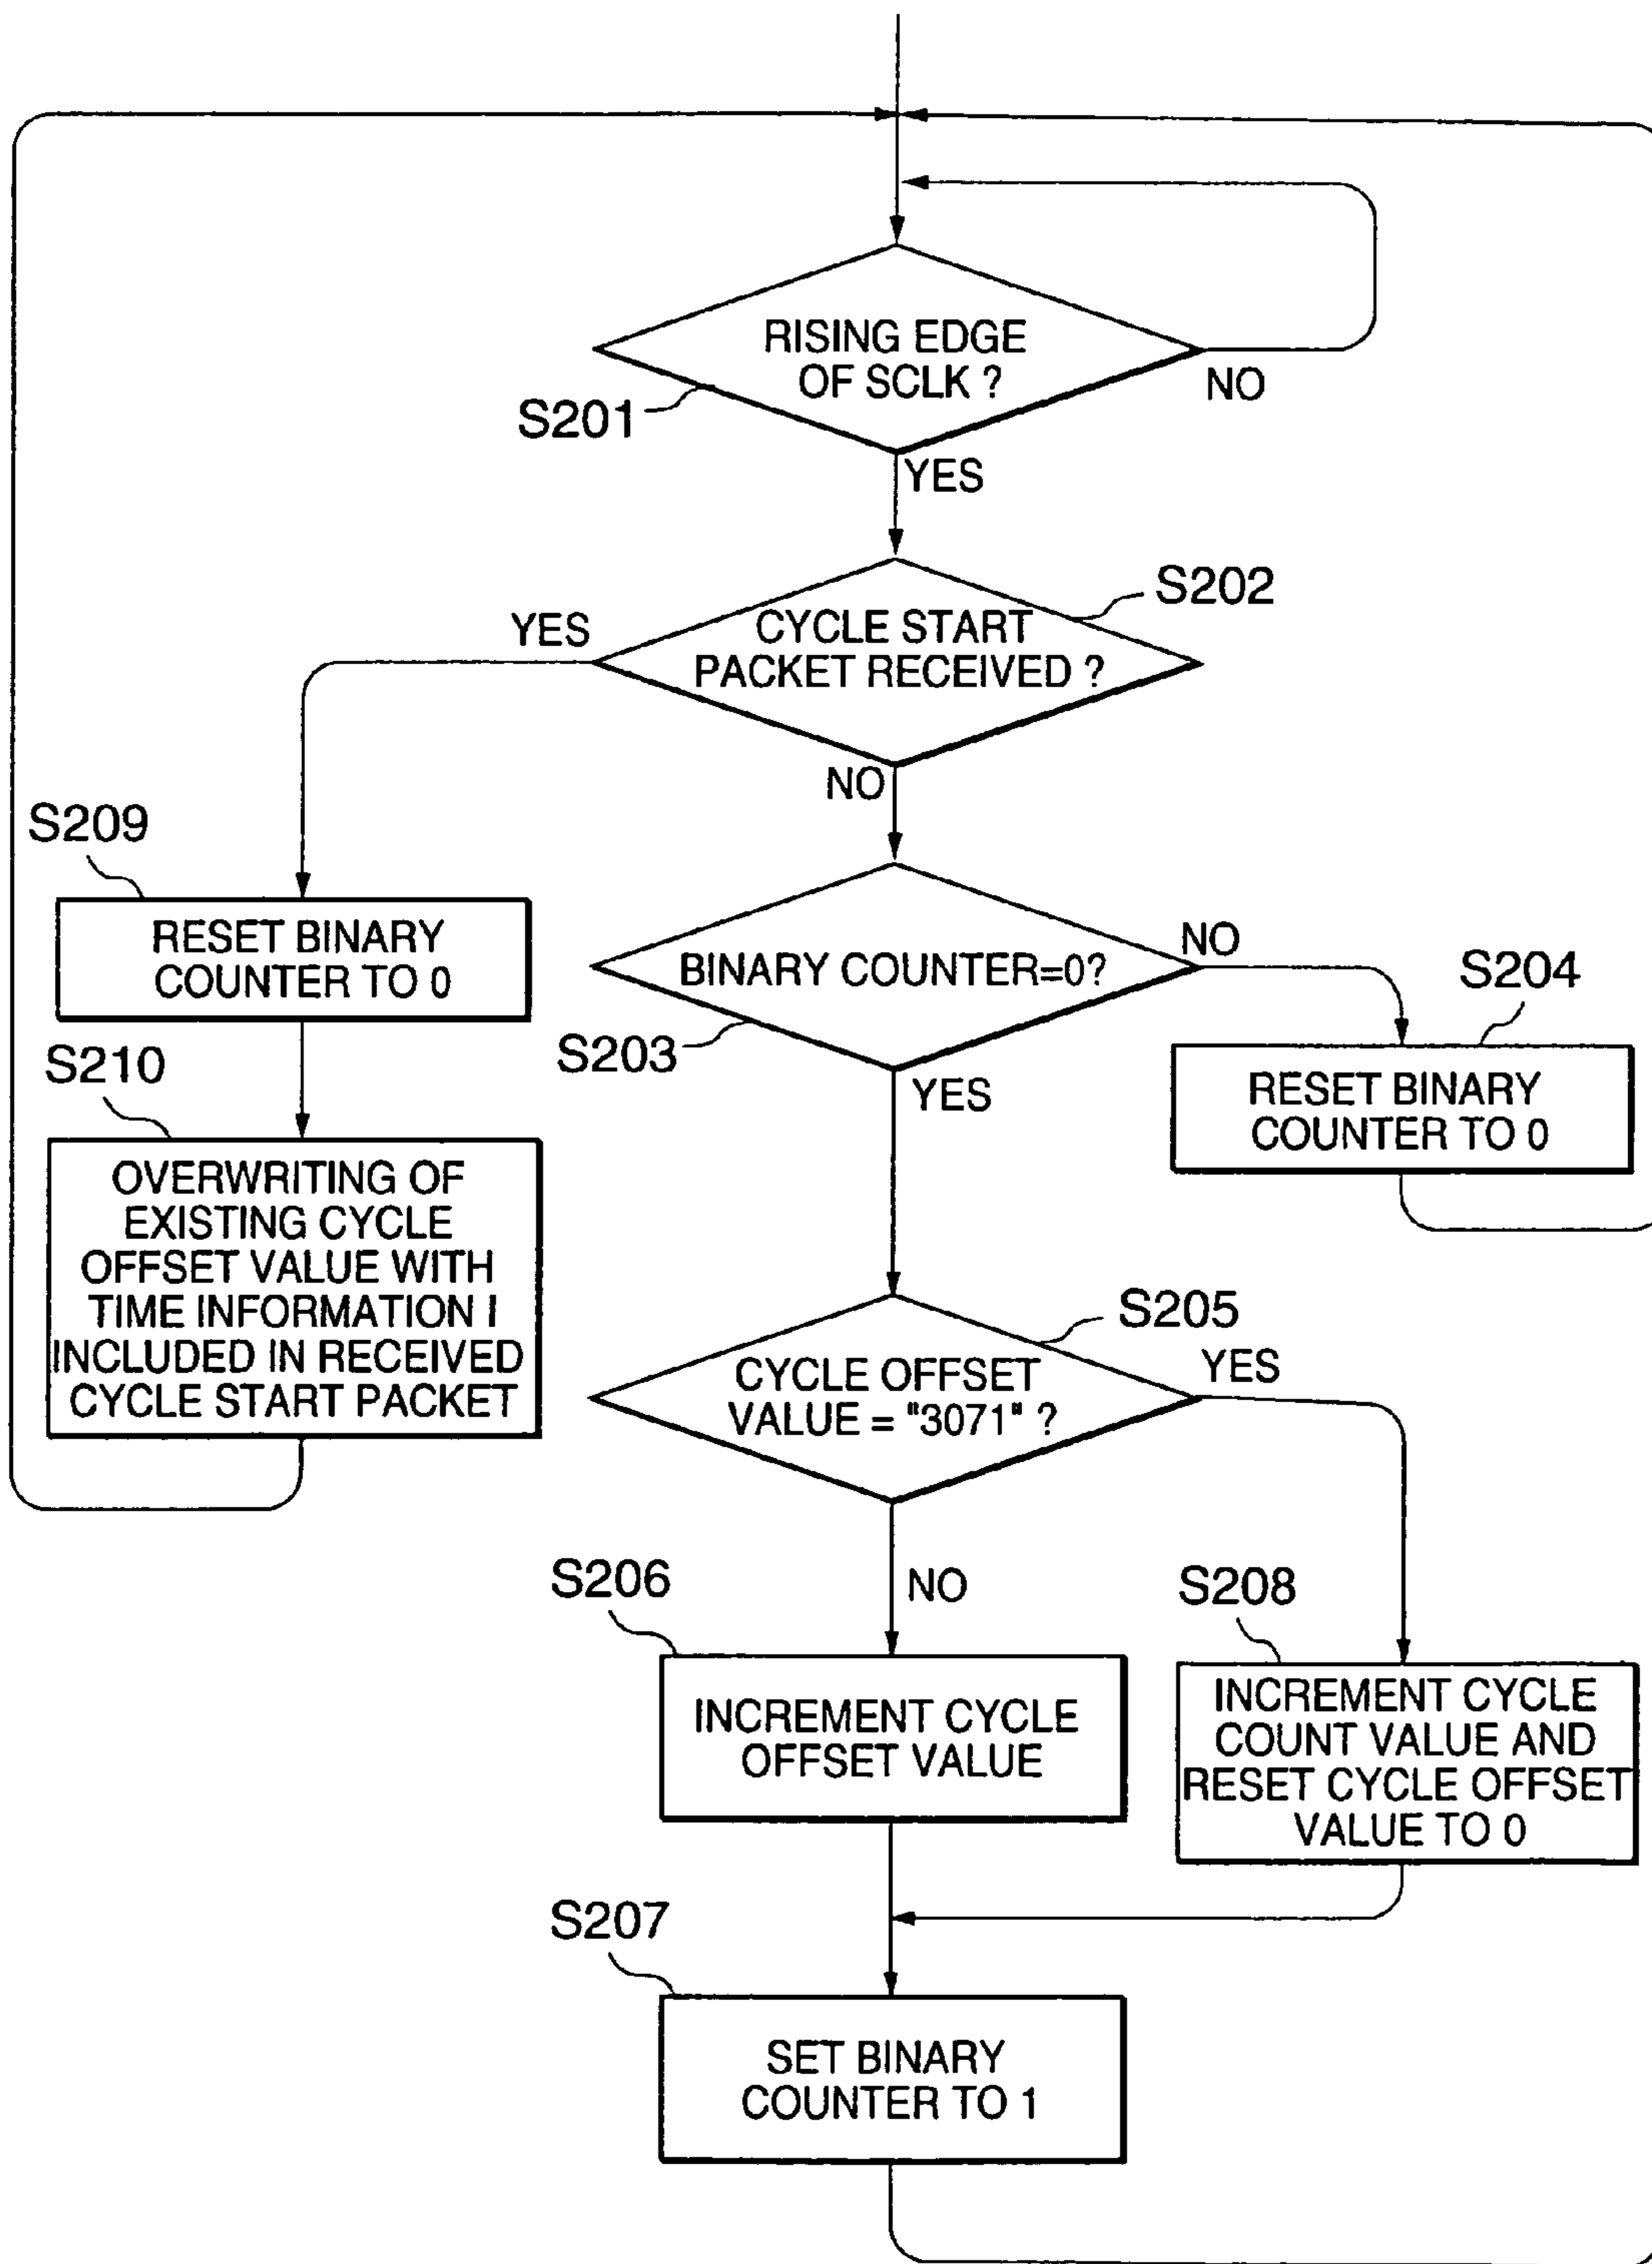 RISING EDGE
OF SCLK ?
S201
NO
YES
S202
YES
CYCLE START
PACKET RECEIVED ?
NO
S209
RESET BINARY
COUNTER TO 0
NO
BINARY COUNTER=0?
S203
S204
RESET BINARY
COUNTER TO 0
YES
S210
OVERWRITING OF
EXISTING CYCLE
OFFSET VALUE WITH
TIME INFORMATION I
INCLUDED IN RECEIVED
CYCLE START PACKET
S205
YES
CYCLE OFFSET
VALUE = "3071" ?
NO
S206
INCREMENT CYCLE
OFFSET VALUE
S208
INCREMENT CYCLE
COUNT VALUE AND
RESET CYCLE OFFSET
VALUE TO 0
S207
SET BINARY
COUNTER TO 1